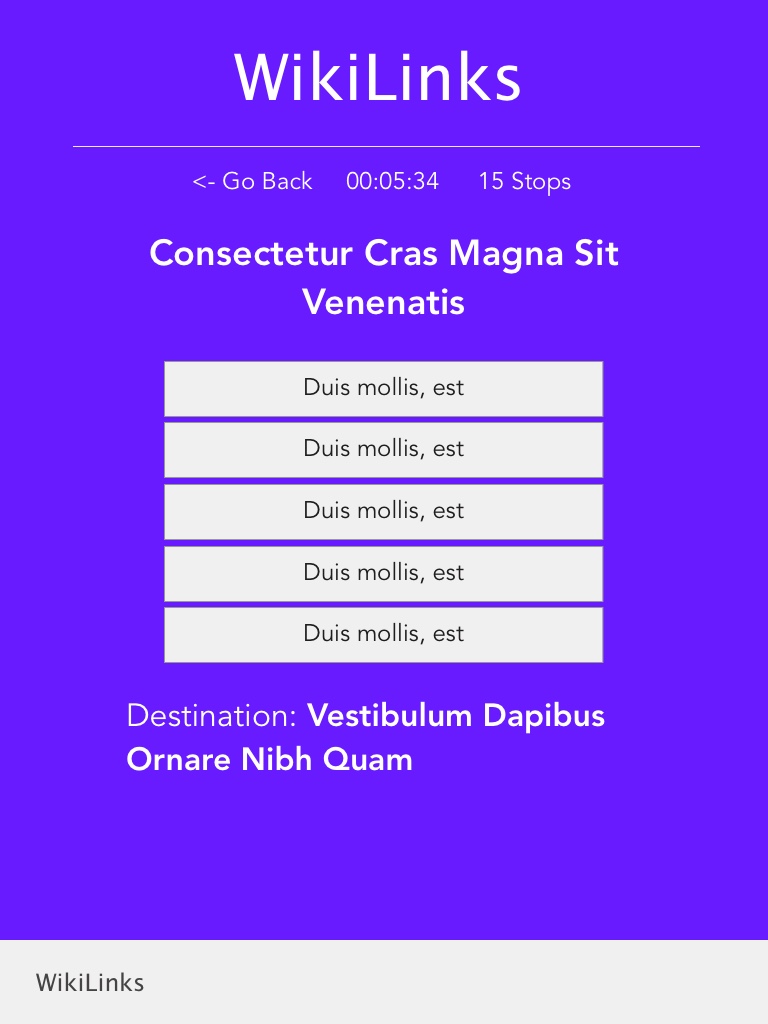 WikiLinks
<- Go Back 00:05:34 15 Stops
Consectetur Cras Magna Sit
Venenatis
Duis mollis, est
Duis mollis, est
Duis mollis, est
Duis mollis, est
Duis mollis, est
Destination: Vestibulum Dapibus
Ornare Nibh Quam
WikiLinks